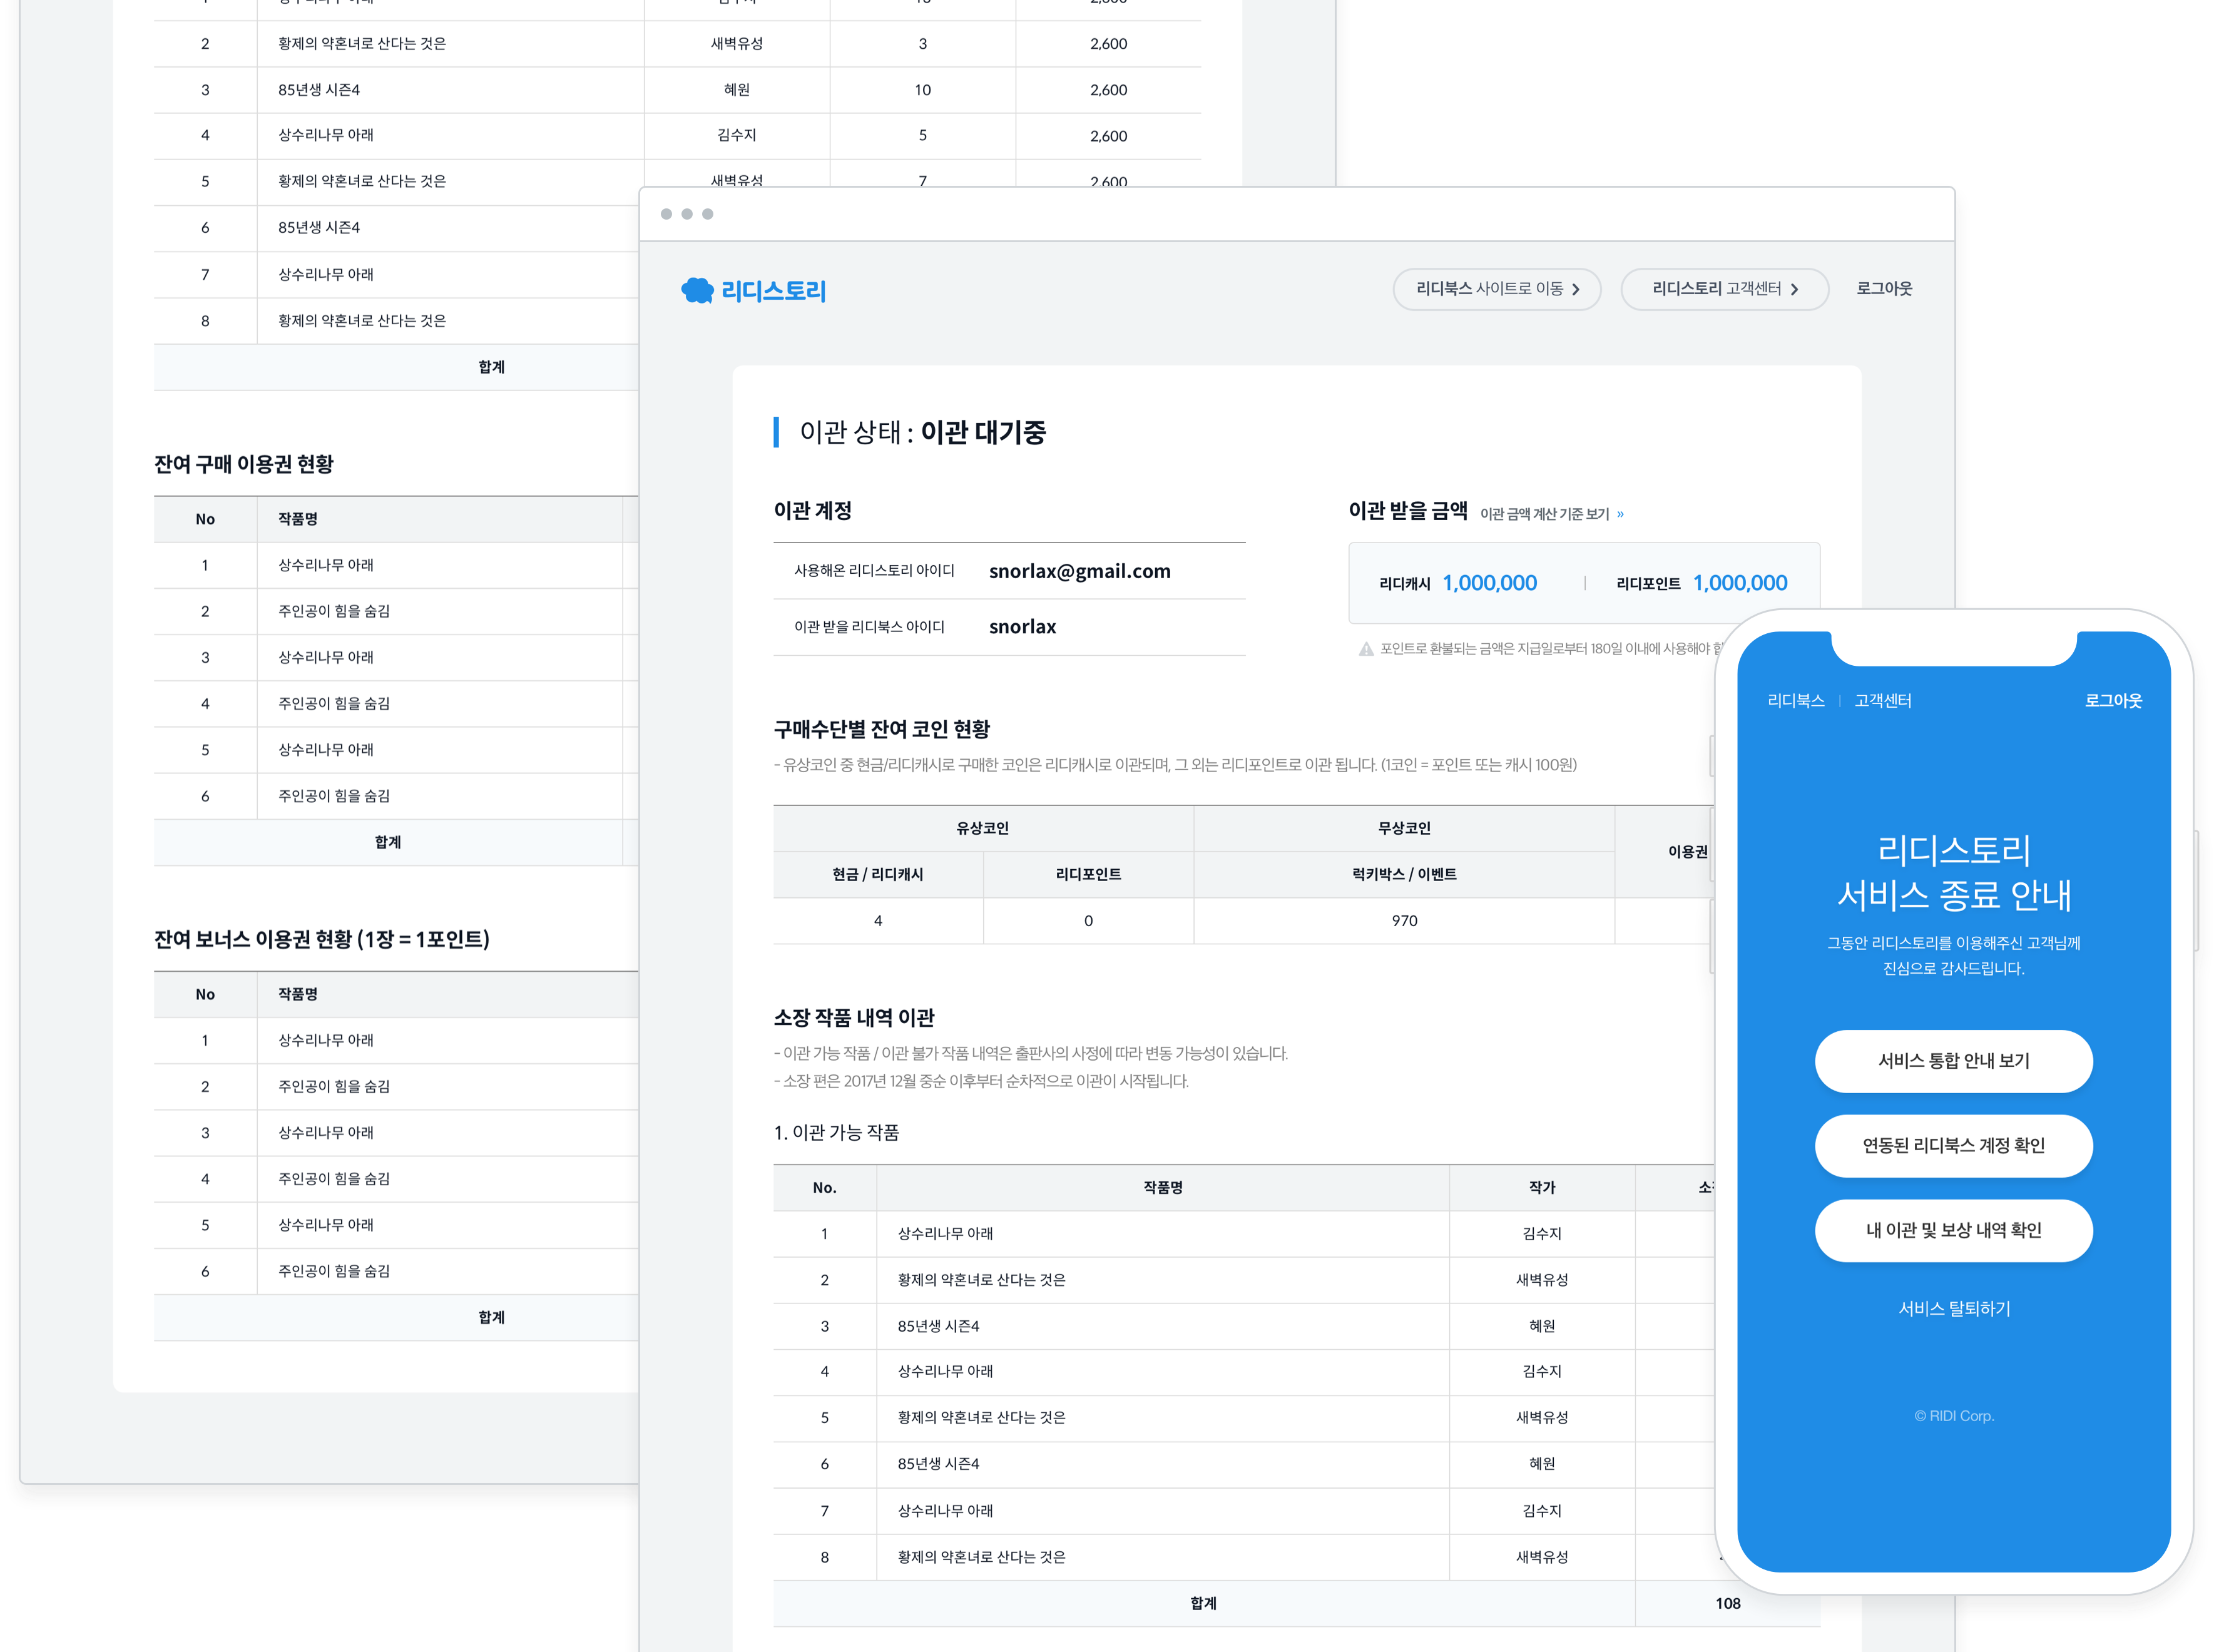 2 황제의 약혼녀로 산다는 것은 새벽유성 3 2,600
3 85년생 시즌4 혜원 10 2,600
4 상수리나무 아래 김수지 5 2,600
5 황제의 약혼녀로 산다는 것은 새벽유성 7 2,600
6 85년생 시즌4
7 상수리나무 아래
8 황제의 약혼녀로 산다는 것은
합계
잔여 구매 이용권 현황
No 작품명
1 상수리나무 아래
2 주인공이 힘을 숨김
3 상수리나무 아래
4 주인공이 힘을 숨김
5 상수리나무 아래
6 주인공이 힘을 숨김
합계
잔여 보너스 이용권 현황 (1장 = 1포인트)
No 작품명
1 상수리나무 아래
2 주인공이 힘을 숨김
3 상수리나무 아래
4 주인공이 힘을 숨김
5 상수리나무 아래
6 주인공이 힘을 숨김
합계
리디스토리 리디북스 사이트로 이동 리디스토리 고객센터 로그아웃
이관 상태 : 이관 대기중
이관 계정
사용해온 리디스토리 아이디 snorlax@gmail.com
이관 받을 리디북스 아이디 snorlax
이관 받을 금액 이관 금액 계산 기준 보기 »
리디캐시 1,000,000 | 리디포인트 1,000,000
포인트로 환불되는 금액은 지급일로부터 180일 이내에 사용해야
구매수단별 잔여 코인 현황
- 유상코인 중 현금/리디캐시로 구매한 코인은 리디캐시로 이관되며, 그 외는 리디포인트로 이관 됩니다. (1코인 = 포인트 또는 캐시 100원)
유상코인 무상코인 이용권
현금 / 리디캐시 리디포인트 럭키박스 / 이벤트
4 0 970
소장 작품 내역 이관
- 이관 가능 작품 / 이관 불가 작품 내역은 출판사의 사정에 따라 변동 가능성이 있습니다.
- 소장 편은 2017년 12월 중순 이후부터 순차적으로 이관이 시작됩니다.
1. 이관 가능 작품
No. 작품명 작가
1 상수리나무 아래 김수지
2 황제의 약혼녀로 산다는 것은 새벽유성
3 85년생 시즌4 혜원
4 상수리나무 아래 김수지
5 황제의 약혼녀로 산다는 것은 새벽유성
6 85년생 시즌4 혜원
7 상수리나무 아래 김수지
8 황제의 약혼녀로 산다는 것은 새벽유성
합계 108
리디북스 | 고객센터 로그아웃
리디스토리
서비스 종료 안내
그동안 리디스토리를 이용해주신 고객님께
진심으로 감사드립니다.
서비스 통합 안내 보기
연동된 리디북스 계정 확인
내 이관 및 보상 내역 확인
서비스 탈퇴하기
© RIDI Corp.